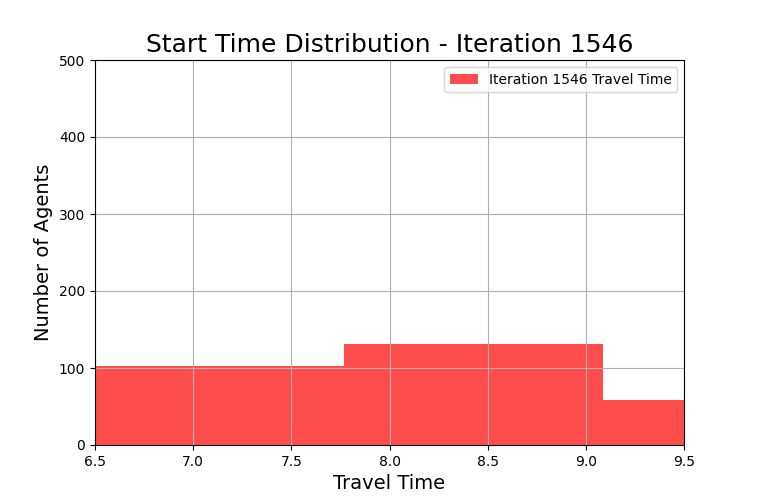 Start Time Distribution - Iteration 1546
Iteration 1546 Travel Time
Number of Agents
500
400
300
200
100
0
6.5 7.0 7.5 8.0 8.5 9.0 9.5
Travel Time